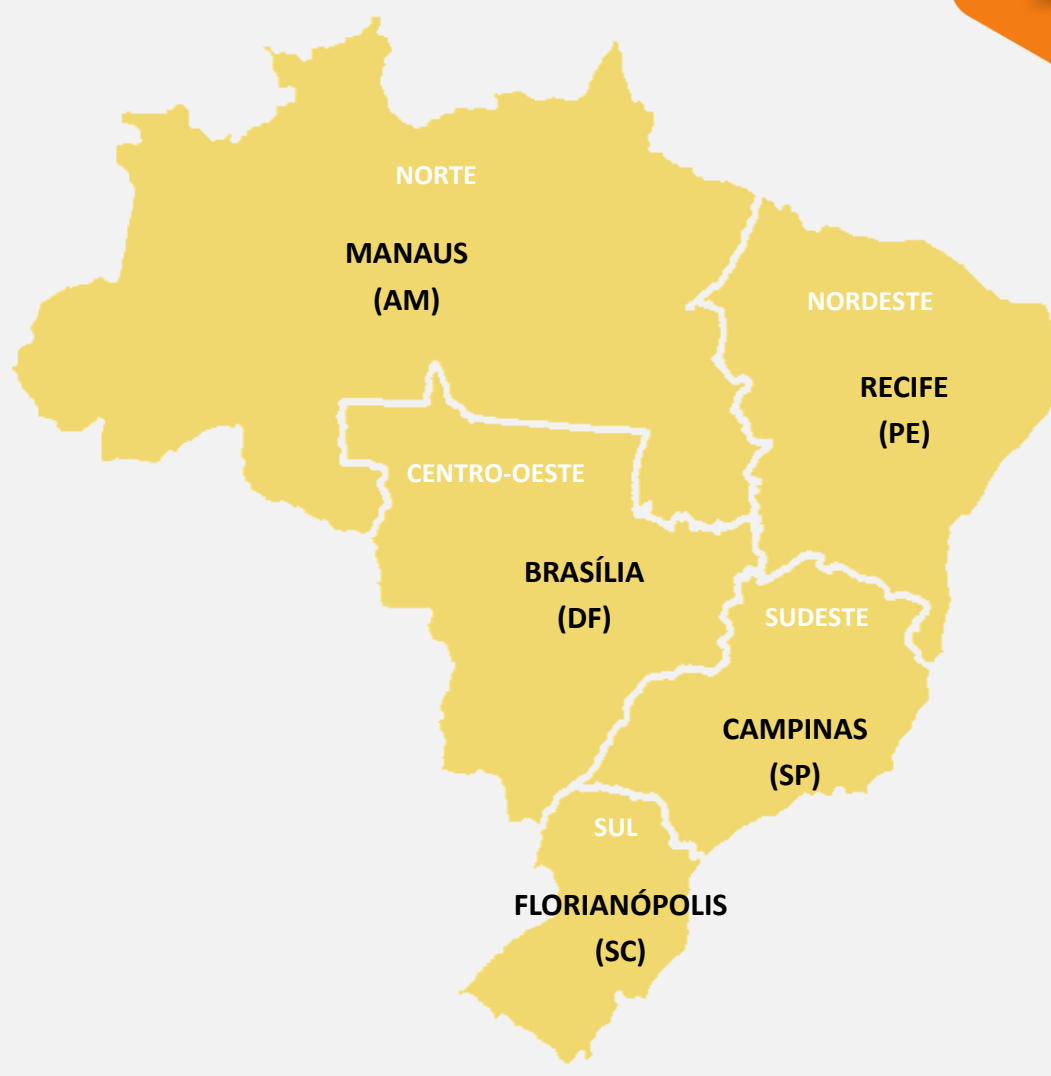 NORTE
MANAUS
(AM)
NORDESTE
RECIFE
(PE)
CENTRO-OESTE
BRASÍLIA
(DF)
SUDESTE
CAMPINAS
(SP)
SUL
FLORIANÓPOLIS
(SC)